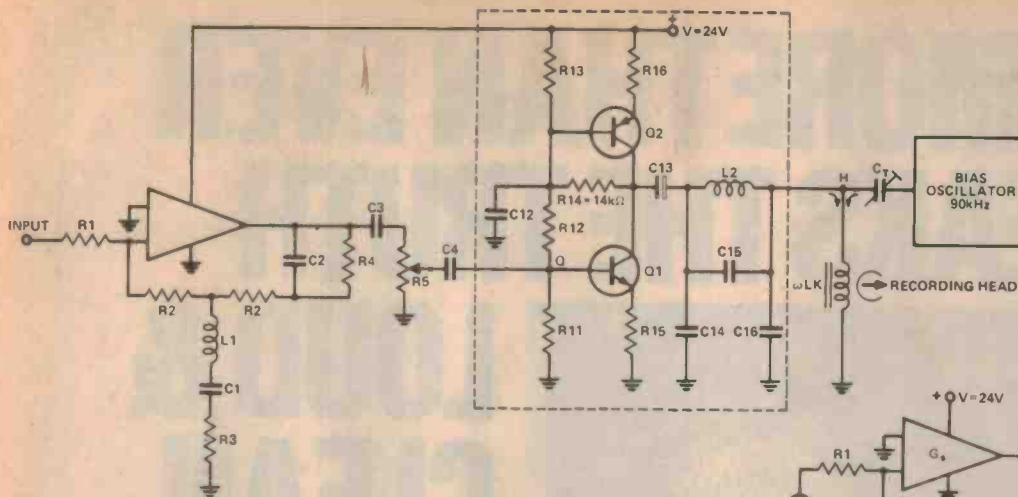 +
V=24V
R13
R16
Q2
C13
L2
H
CT
BIAS
OSCILLATOR
90kHz
R14=14kΩ
C12
INPUT
R1
C3
R12
C2
R4
C4
Q
Q1
C15
R5
ωLK
RECORDING HEAD
R2
R2
R11
R15
C14
C16
L1
+
V=24V
C1
R1
Gs
R3